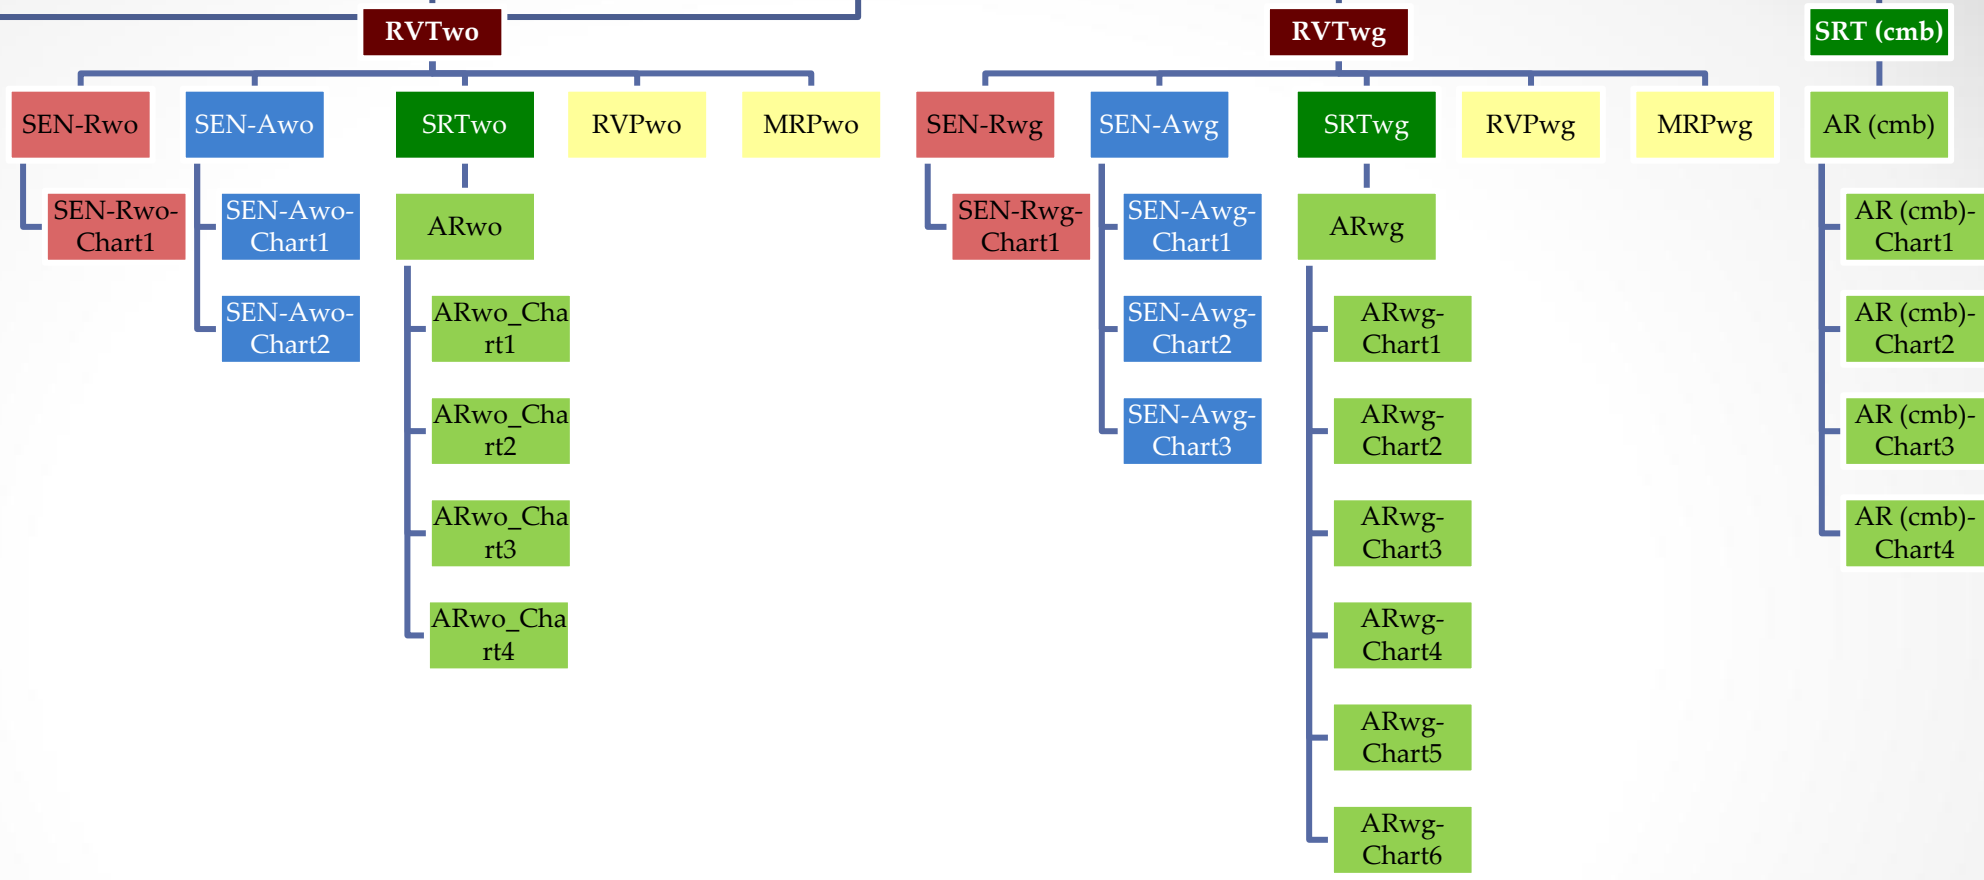 RVTwo
RVTwg
SRT (cmb)
SEN-Rwo
SEN-Awo
SRTwo
RVPwo
MRPwo
SEN-Rwg
SEN-Awg
SRTwg
RVPwg
MRPwg
AR (cmb)
SEN-Rwo-
Chart1
SEN-Awo-
Chart1
ARwo
SEN-Rwg-
Chart1
SEN-Awg-
Chart1
ARwg
AR (cmb)-
Chart1
SEN-Awo-
Chart2
ARwo_Cha
rt1
SEN-Awg-
Chart2
ARwg-
Chart1
AR (cmb)-
Chart2
ARwo_Cha
rt2
SEN-Awg-
Chart3
ARwg-
Chart2
AR (cmb)-
Chart3
ARwo_Cha
rt3
ARwg-
Chart3
AR (cmb)-
Chart4
ARwo_Cha
rt4
ARwg-
Chart4
ARwg-
Chart5
ARwg-
Chart6